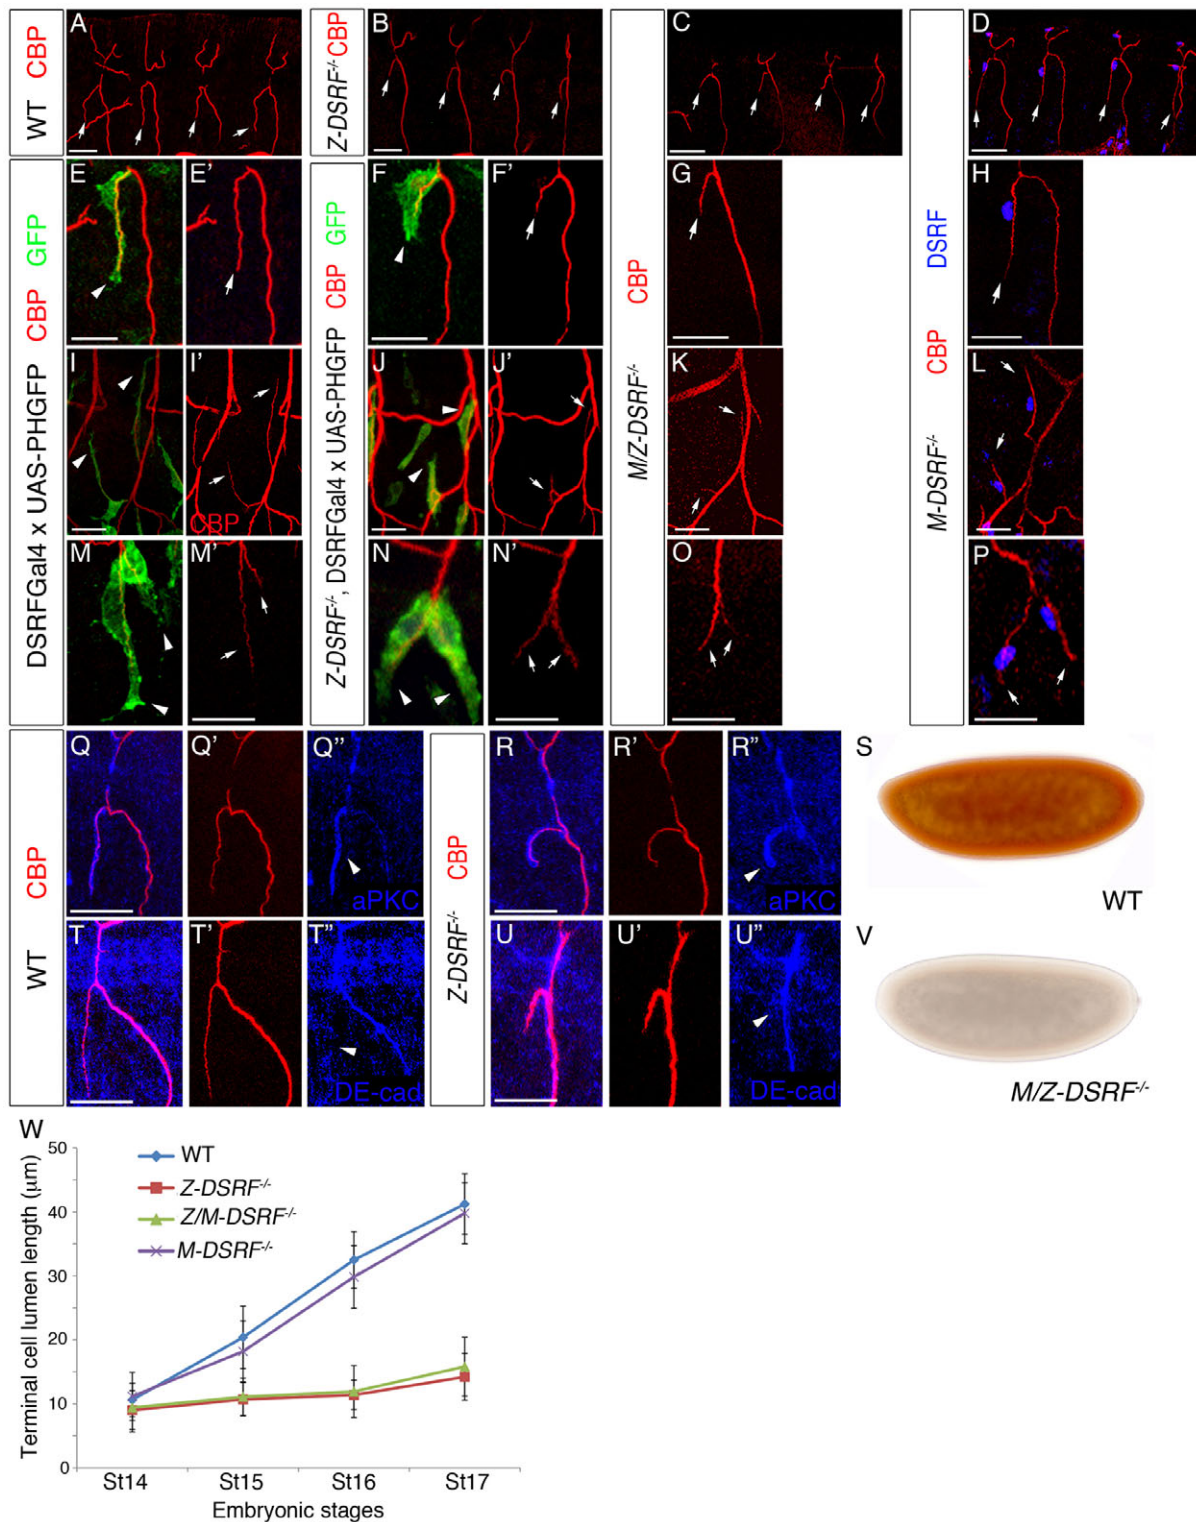 WT CBP
A
Z-DSRF-/- CBP
B
C
D
DSRFGal4 x UAS-PHGFP CBP GFP
E
E'
Z-DSRF-/-, DSRFGal4 x UAS-PHGFP CBP GFP
F
F'
M/Z-DSRF-/- CBP
G
M-DSRF-/- CBP DSRF
H
I
I'
CBP
J
J'
K
L
M
M'
N
N'
O
P
WT CBP
Q
Q'
Q"
aPKC
Z-DSRF-/- CBP
R
R'
R"
aPKC
S
WT
T
T'
T"
DE-cad
U
U'
U"
DE-cad
V
M/Z-DSRF-/-
W
50
40
30
20
10
0
Terminal cell lumen length (µm)
WT
Z-DSRF-/-
Z/M-DSRF-/-
M-DSRF-/-
St14 St15 St16 St17
Embryonic stages